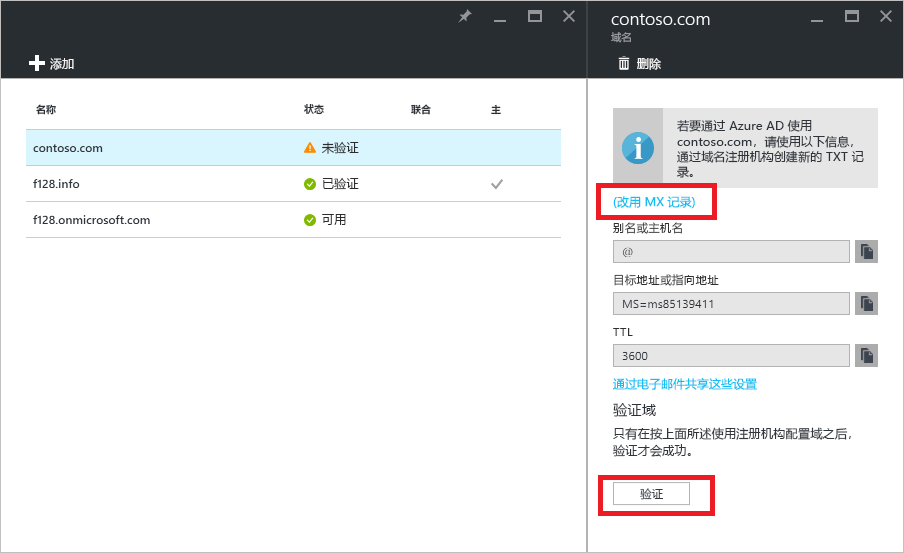 添加
名称 状态 联合 主
contoso.com 未验证
f128.info 已验证
f128.onmicrosoft.com 可用
contoso.com
域名
删除
若要通过 Azure AD 使用
contoso.com，请使用以下信息，
通过域名注册机构创建新的 TXT 记
录。
(改用 MX 记录)
别名或主机名
@
目标地址或指向地址
MS=ms85139411
TTL
3600
通过电子邮件共享这些设置
验证域
只有在按上面所述使用注册机构配置域之后，
验证才会成功。
验证